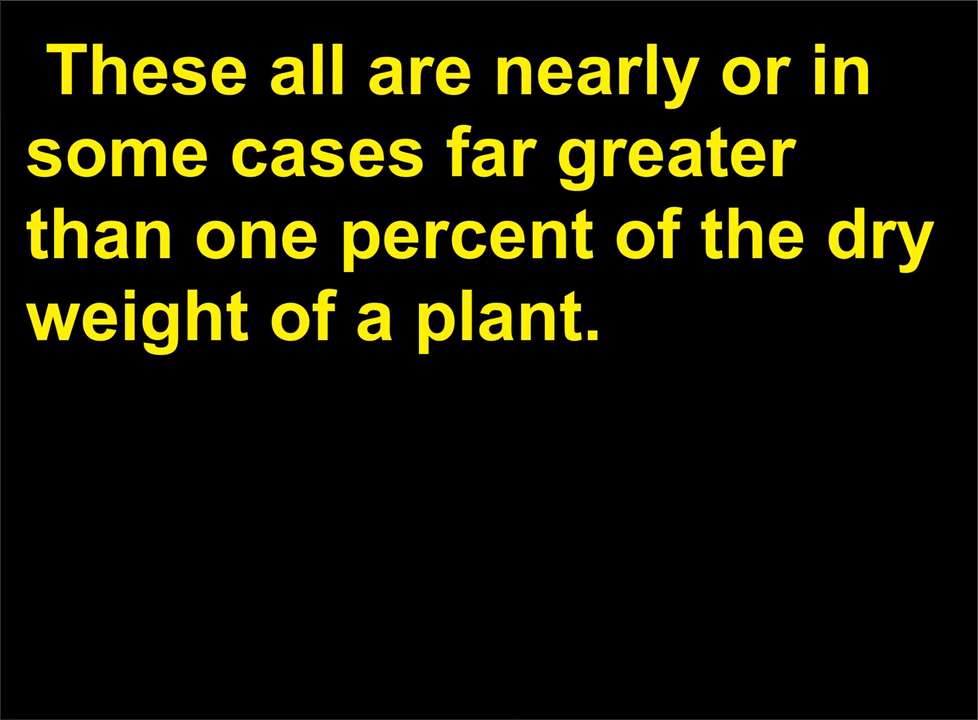 These all are nearly or in
some cases far greater
than one percent of the dry
weight of a plant.